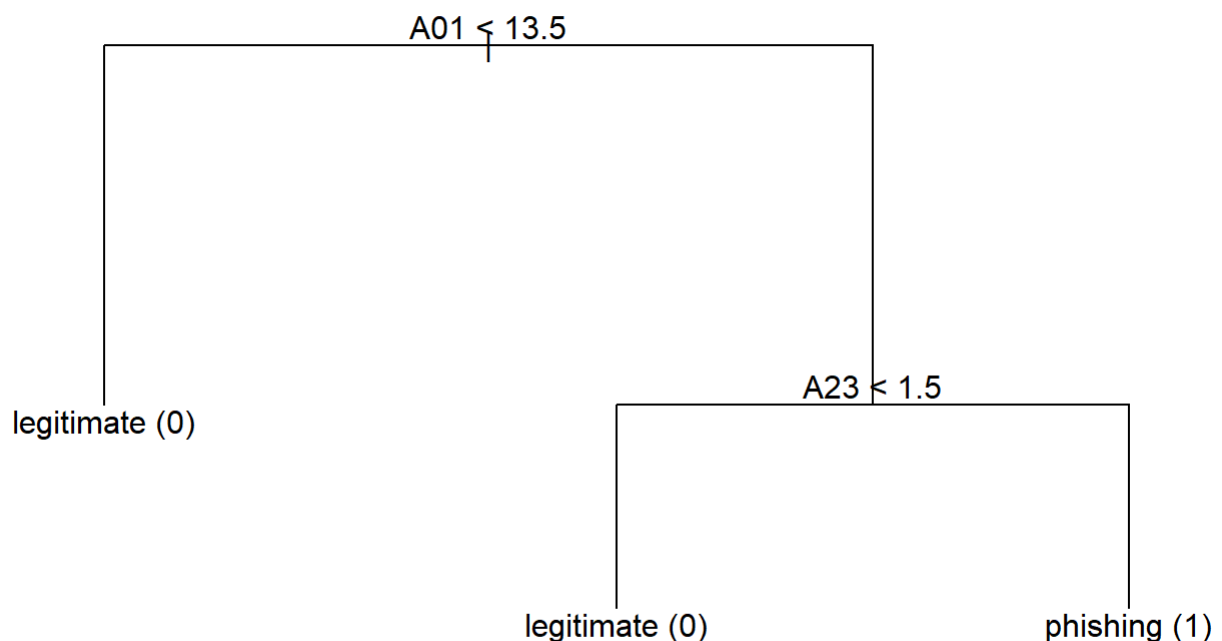 A01 < 13.5
A23 < 1.5
legitimate (0)
legitimate (0)
phishing (1)